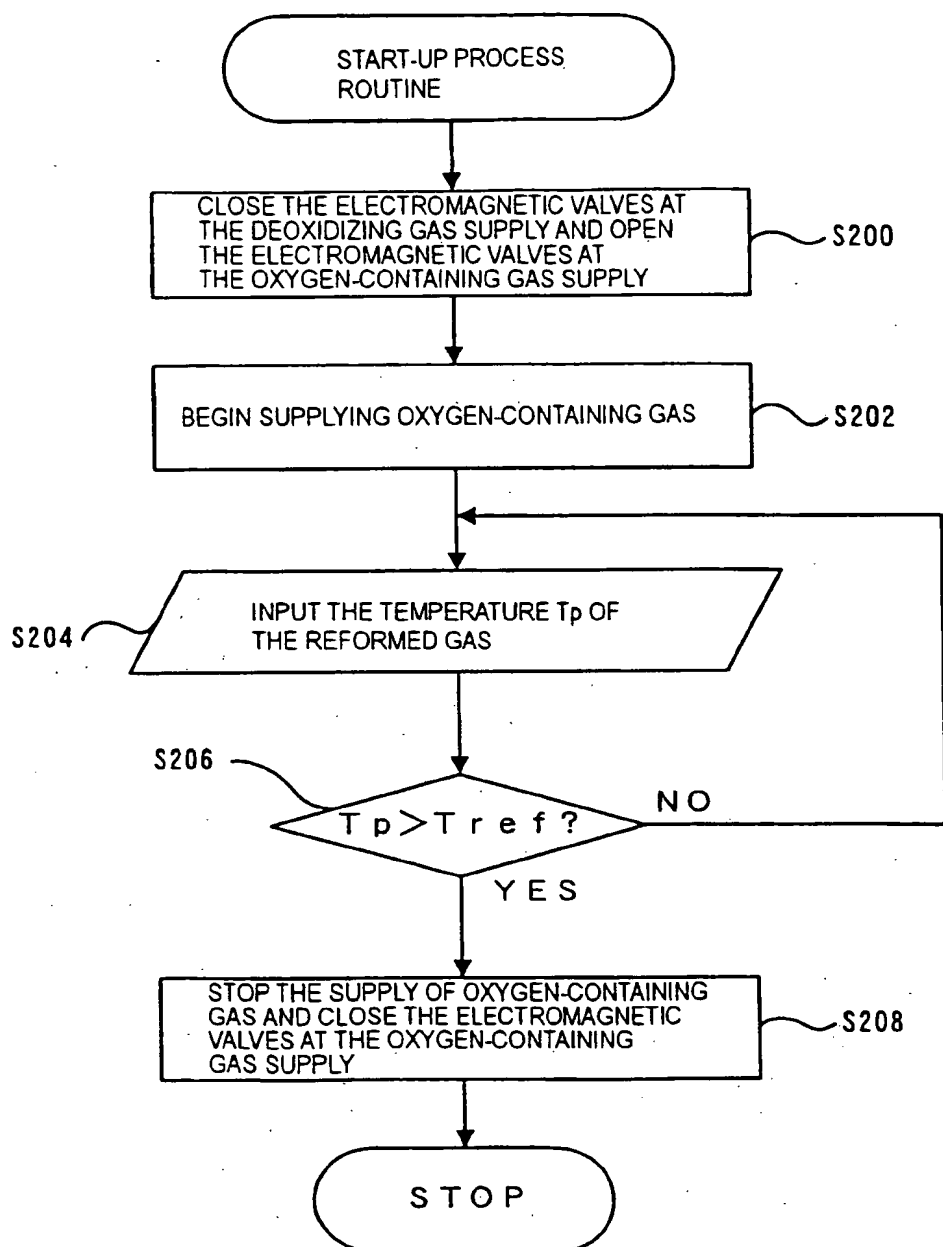 START-UP PROCESS
ROUTINE
CLOSE THE ELECTROMAGNETIC VALVES AT
THE DEOXIDIZING GAS SUPPLY AND OPEN
THE ELECTROMAGNETIC VALVES AT
THE OXYGEN-CONTAINING GAS SUPPLY
S200
BEGIN SUPPLYING OXYGEN-CONTAINING GAS
S202
INPUT THE TEMPERATURE Tp OF
THE REFORMED GAS
S204
S206
Tp>Tref?
NO
YES
STOP THE SUPPLY OF OXYGEN-CONTAINING
GAS AND CLOSE THE ELECTROMAGNETIC
VALVES AT THE OXYGEN-CONTAINING
GAS SUPPLY
S208
STOP